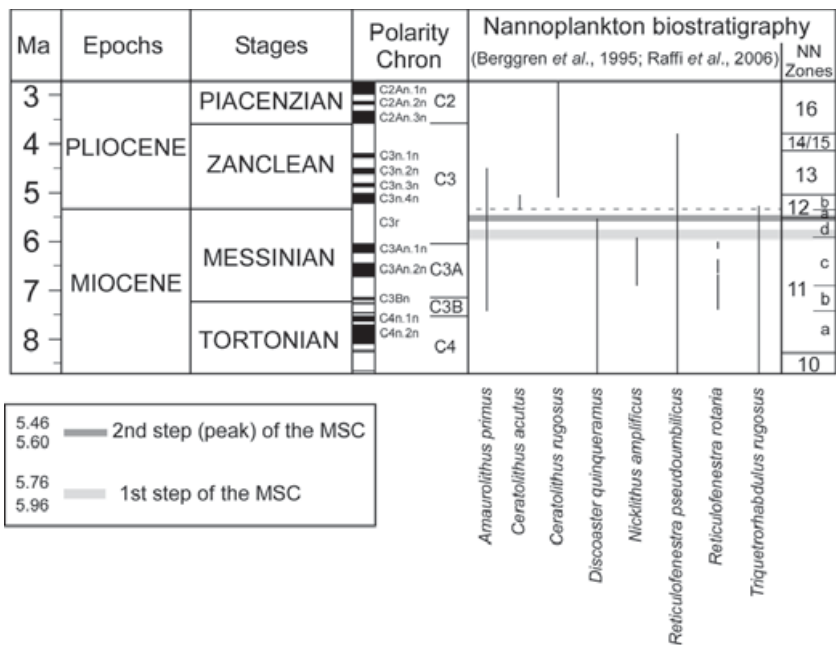 Ma
Epochs
Stages
Polarity
Chron
Nannoplankton biostratigraphy
(Berggren et al., 1995; Raffi et al., 2006)
NN
Zones
3
4
5
6
7
8
PLIOCENE
MIOCENE
PIACENZIAN
ZANCLEAN
MESSINIAN
TORTONIAN
C2An.1n
C2An.2n
C2An.3n
C3n.1n
C3n.2n
C3n.3n
C3n.4n
C3r
C3An.1n
C3An.2n
C3Bn
C4n.1n
C4n.2n
C2
C3
C3A
C3B
C4
16
14/15
13
12
b
a
d
c
11
b
a
10
Amaurolithus primus
Ceratolithus acutus
Ceratolithus rugosus
Discoaster quinqueramus
Nicklithus amplificus
Reticulofenestra pseudoumbilicus
Reticulofenestra rotaria
Triquetrorhabdulus rugosus
5.46
5.60
2nd step (peak) of the MSC
5.76
5.96
1st step of the MSC